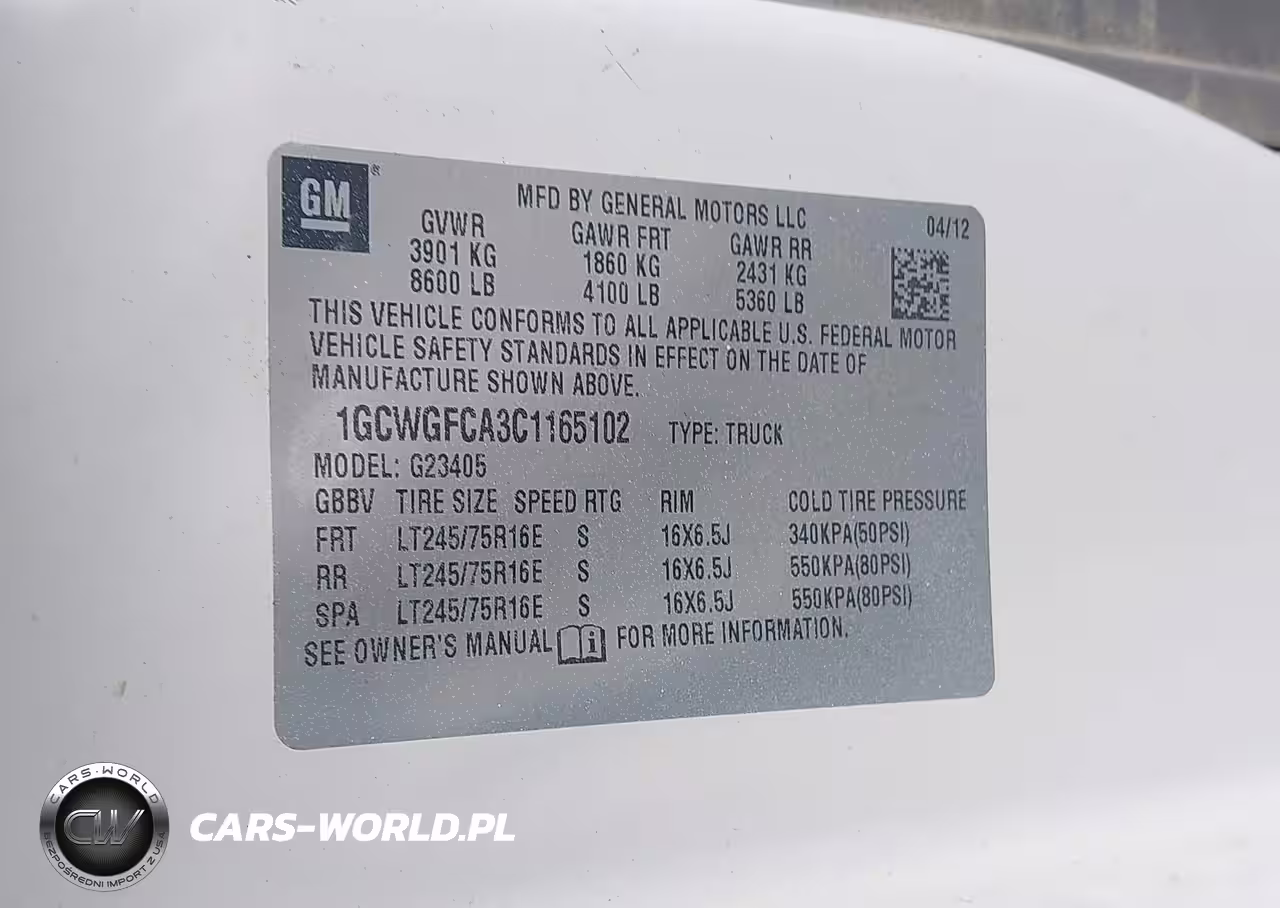 GM®
MFD BY GENERAL MOTORS LLC
04/12
GVWR GAWR FRT GAWR RR
3901 KG 1860 KG 2431 KG
8600 LB 4100 LB 5360 LB
THIS VEHICLE CONFORMS TO ALL APPLICABLE U.S. FEDERAL MOTOR
VEHICLE SAFETY STANDARDS IN EFFECT ON THE DATE OF
MANUFACTURE SHOWN ABOVE.
1GCWGFCA3C1165102 TYPE: TRUCK
MODEL: G23405
GBBV TIRE SIZE SPEED RTG RIM COLD TIRE PRESSURE
FRT LT245/75R16E S 16X6.5J 340KPA(50PSI)
RR LT245/75R16E S 16X6.5J 550KPA(80PSI)
SPA LT245/75R16E S 16X6.5J 550KPA(80PSI)
SEE OWNER'S MANUAL i FOR MORE INFORMATION.
CARS-WORLD
CW
BEZPOŚREDNI IMPORT Z USA
CARS-WORLD.PL